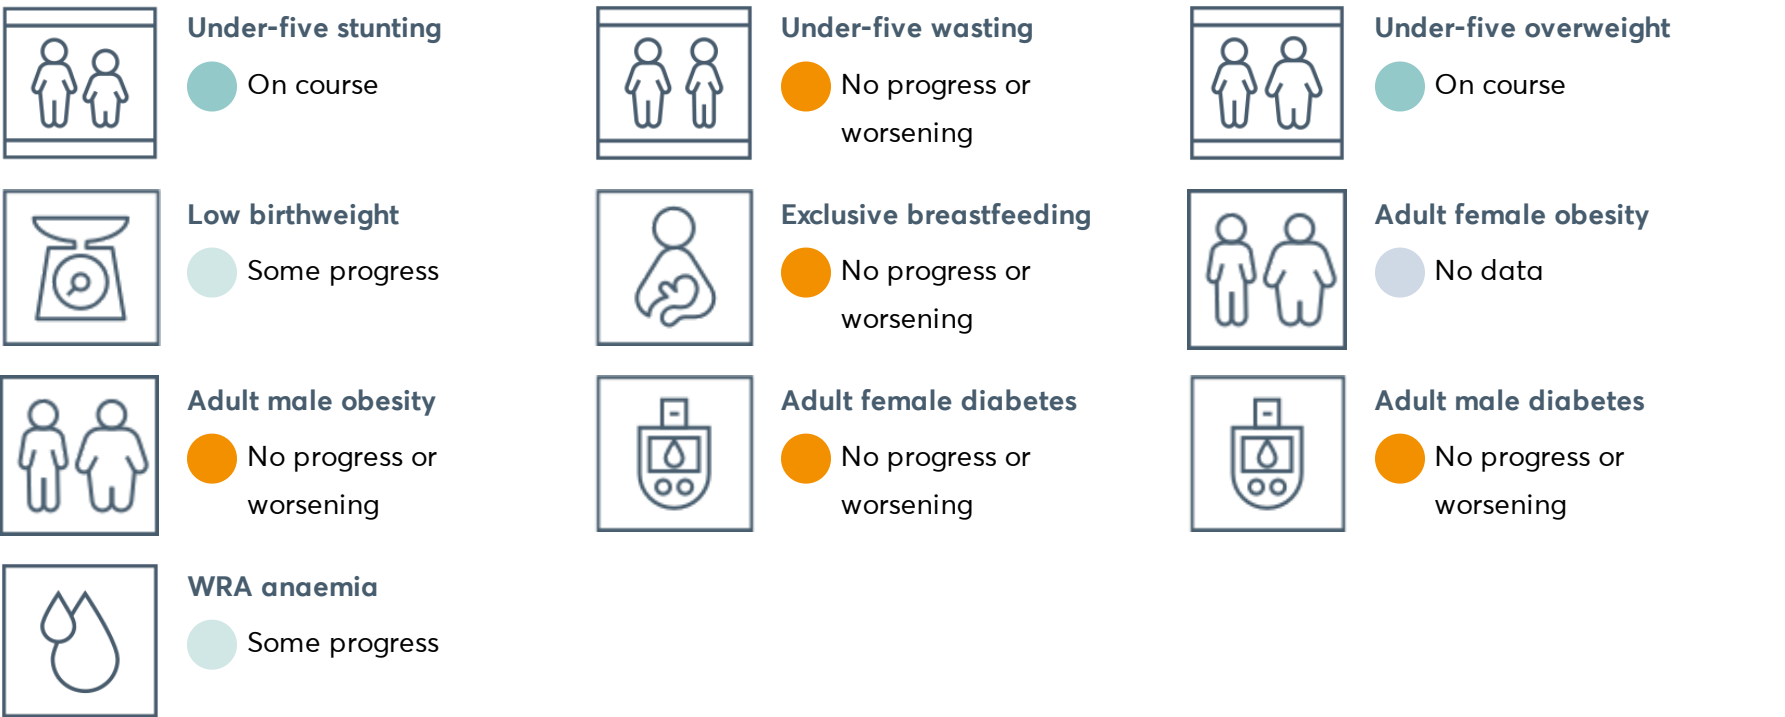 Under-five stunting
On course
Under-five wasting
No progress or
worsening
Under-five overweight
On course
Low birthweight
Some progress
Exclusive breastfeeding
No progress or
worsening
Adult female obesity
No data
Adult male obesity
No progress or
worsening
Adult female diabetes
No progress or
worsening
Adult male diabetes
No progress or
worsening
WRA anaemia
Some progress